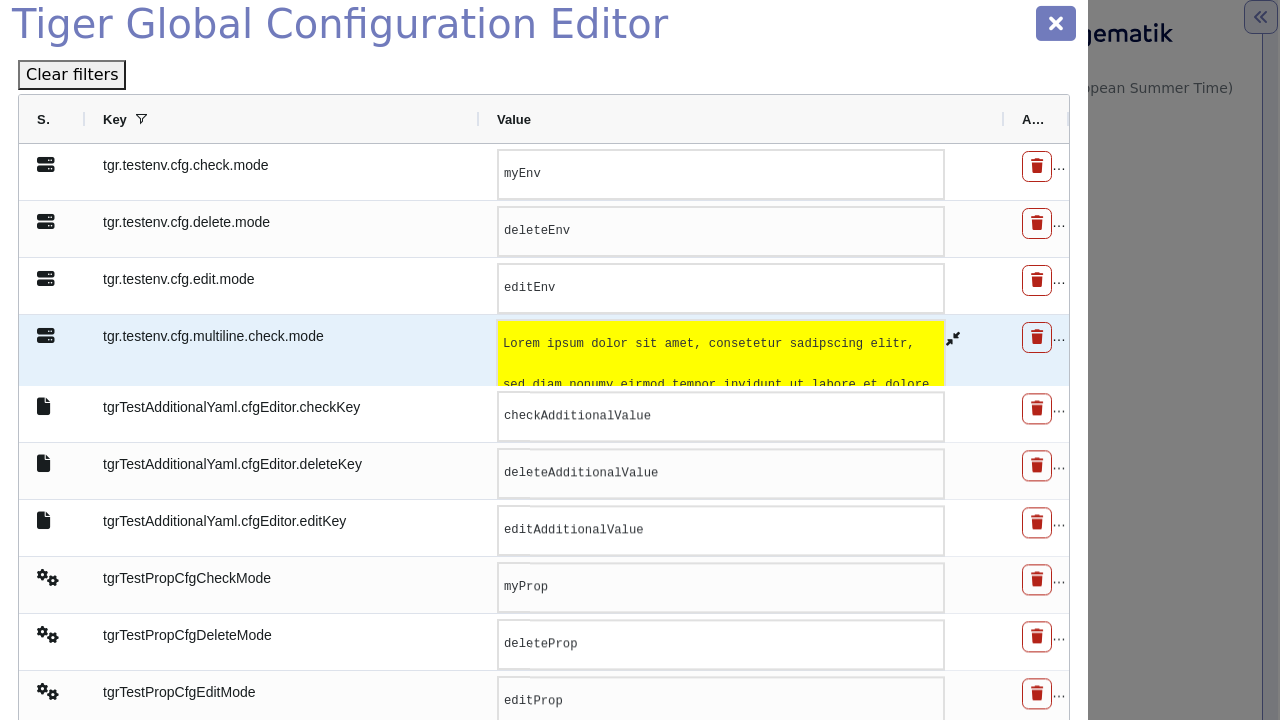 Tiger Global Configuration Editor
gematik
Clear filters
opean Summer Time)
S. Key Value A...
tgr.testenv.cfg.check.mode myEnv ...
tgr.testenv.cfg.delete.mode deleteEnv ...
tgr.testenv.cfg.edit.mode editEnv ...
tgr.testenv.cfg.multiline.check.mode Lorem ipsum dolor sit amet, consetetur sadipscing elitr, ...
sed diam nonumy eirmod tempor invidunt ut labore et dolore
tgrTestAdditionalYaml.cfgEditor.checkKey checkAdditionalValue ...
tgrTestAdditionalYaml.cfgEditor.deleteKey deleteAdditionalValue ...
tgrTestAdditionalYaml.cfgEditor.editKey editAdditionalValue ...
tgrTestPropCfgCheckMode myProp ...
tgrTestPropCfgDeleteMode deleteProp ...
tgrTestPropCfgEditMode editProp ...